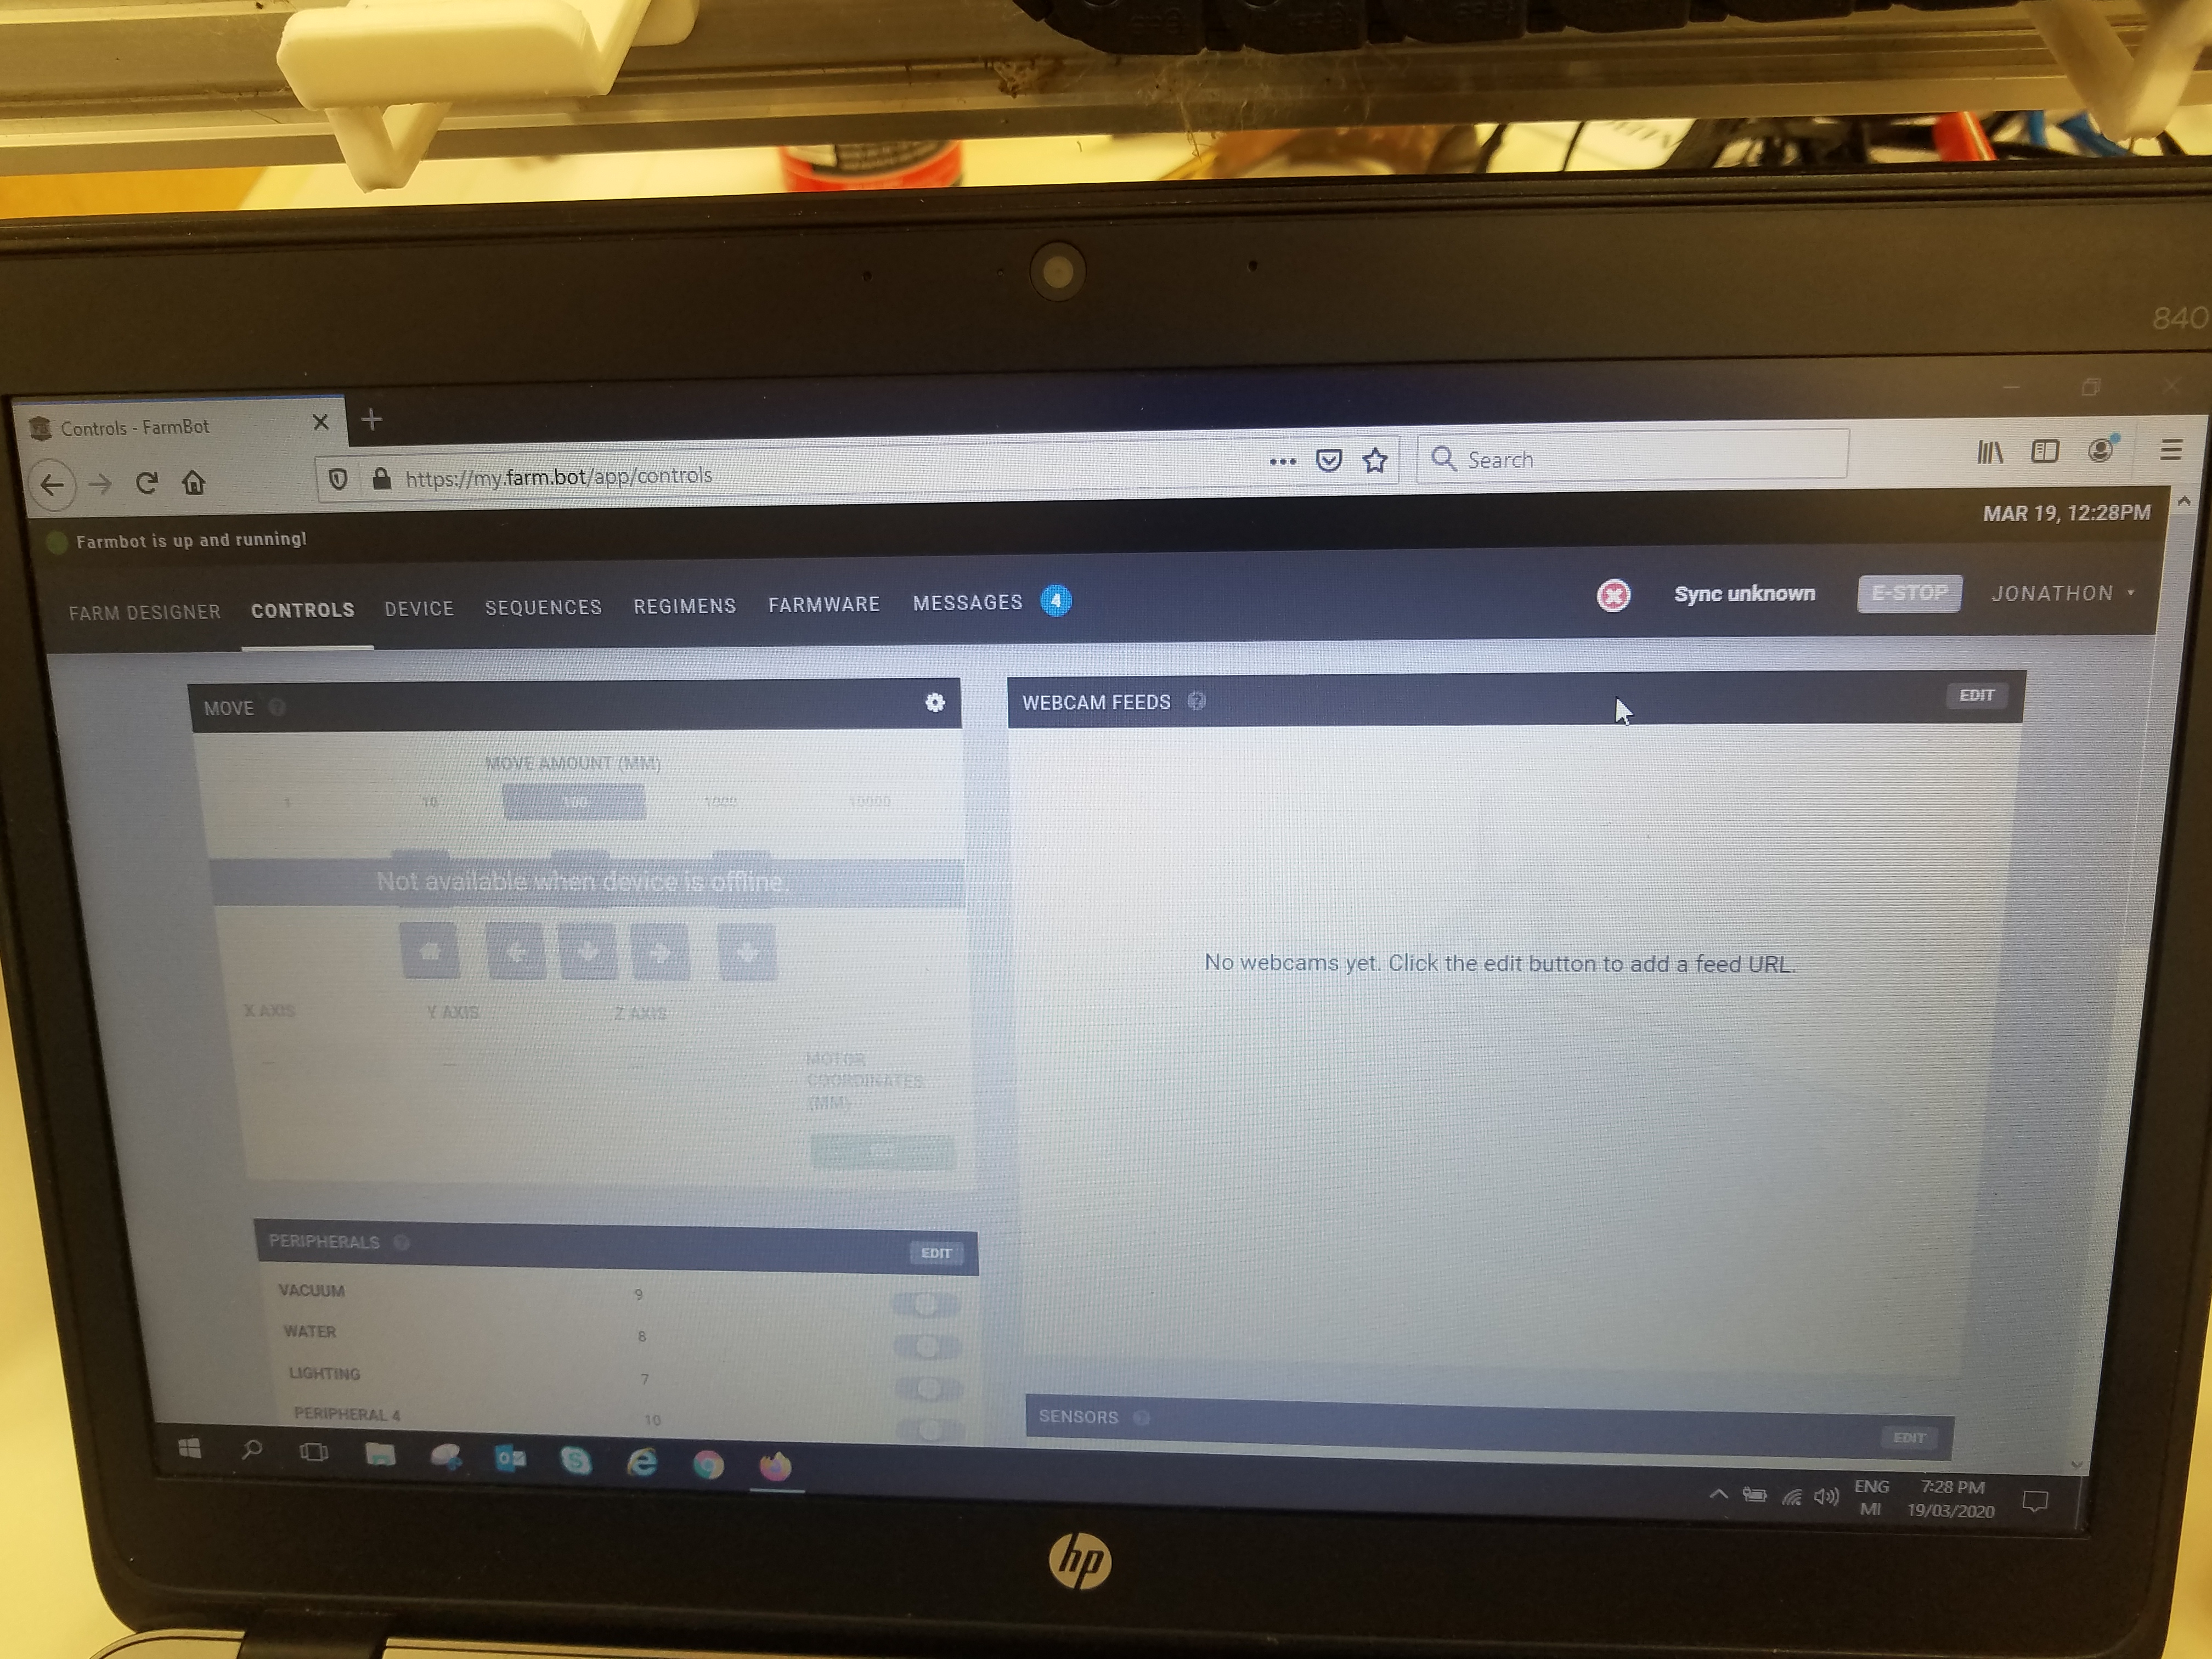 840
Controls - FarmBot
https://my.farm.bot/app/controls
Search
MAR 19, 12:28PM
Farmbot is up and running!
FARM DESIGNER CONTROLS DEVICE SEQUENCES REGIMENS FARMWARE MESSAGES 4 Sync unknown E-STOP JONATHON
MOVE
WEBCAM FEEDS EDIT
MOVE AMOUNT (MM)
1 10 100 1000 10000
Not available when device is offline.
No webcams yet. Click the edit button to add a feed URL.
X AXIS Y AXIS Z AXIS
MOTOR
COORDINATES
(MM)
GO
PERIPHERALS EDIT
VACUUM 9
WATER 8
LIGHTING 7
PERIPHERAL 4 10
SENSORS EDIT
ENG 7:28 PM
MI 19/03/2020
hp